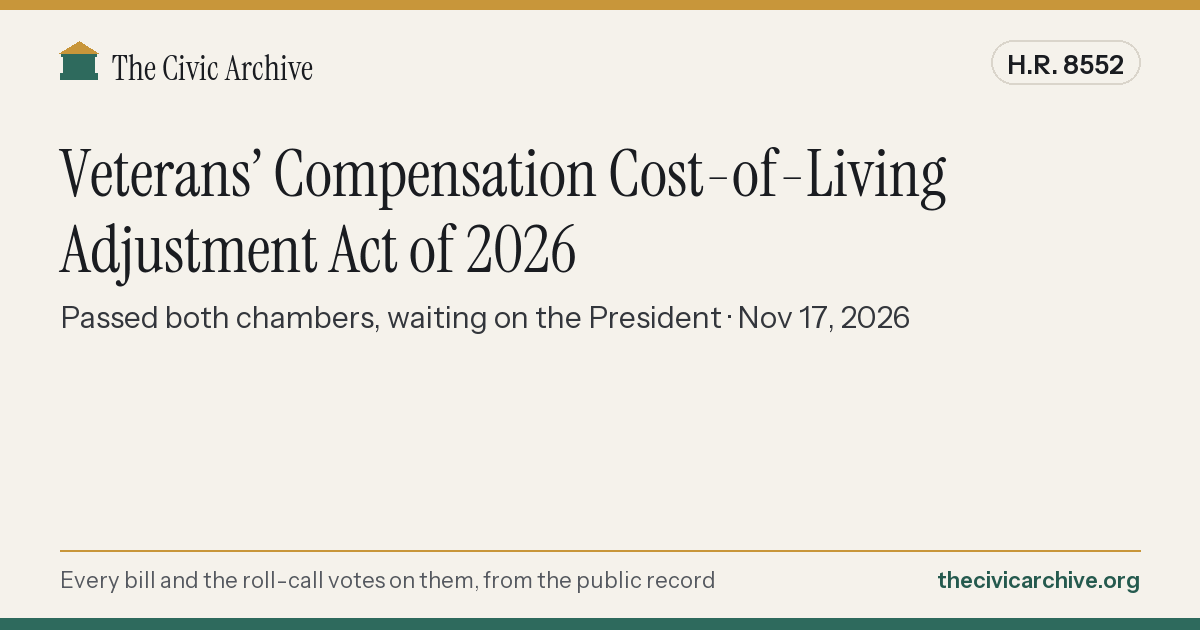 The Civic Archive
H.R. 8552
Veterans’ Compensation Cost-of-Living
Adjustment Act of 2026
Passed both chambers, waiting on the President · Nov 17, 2026
Every bill and the roll-call votes on them, from the public record
thecivicarchive.org